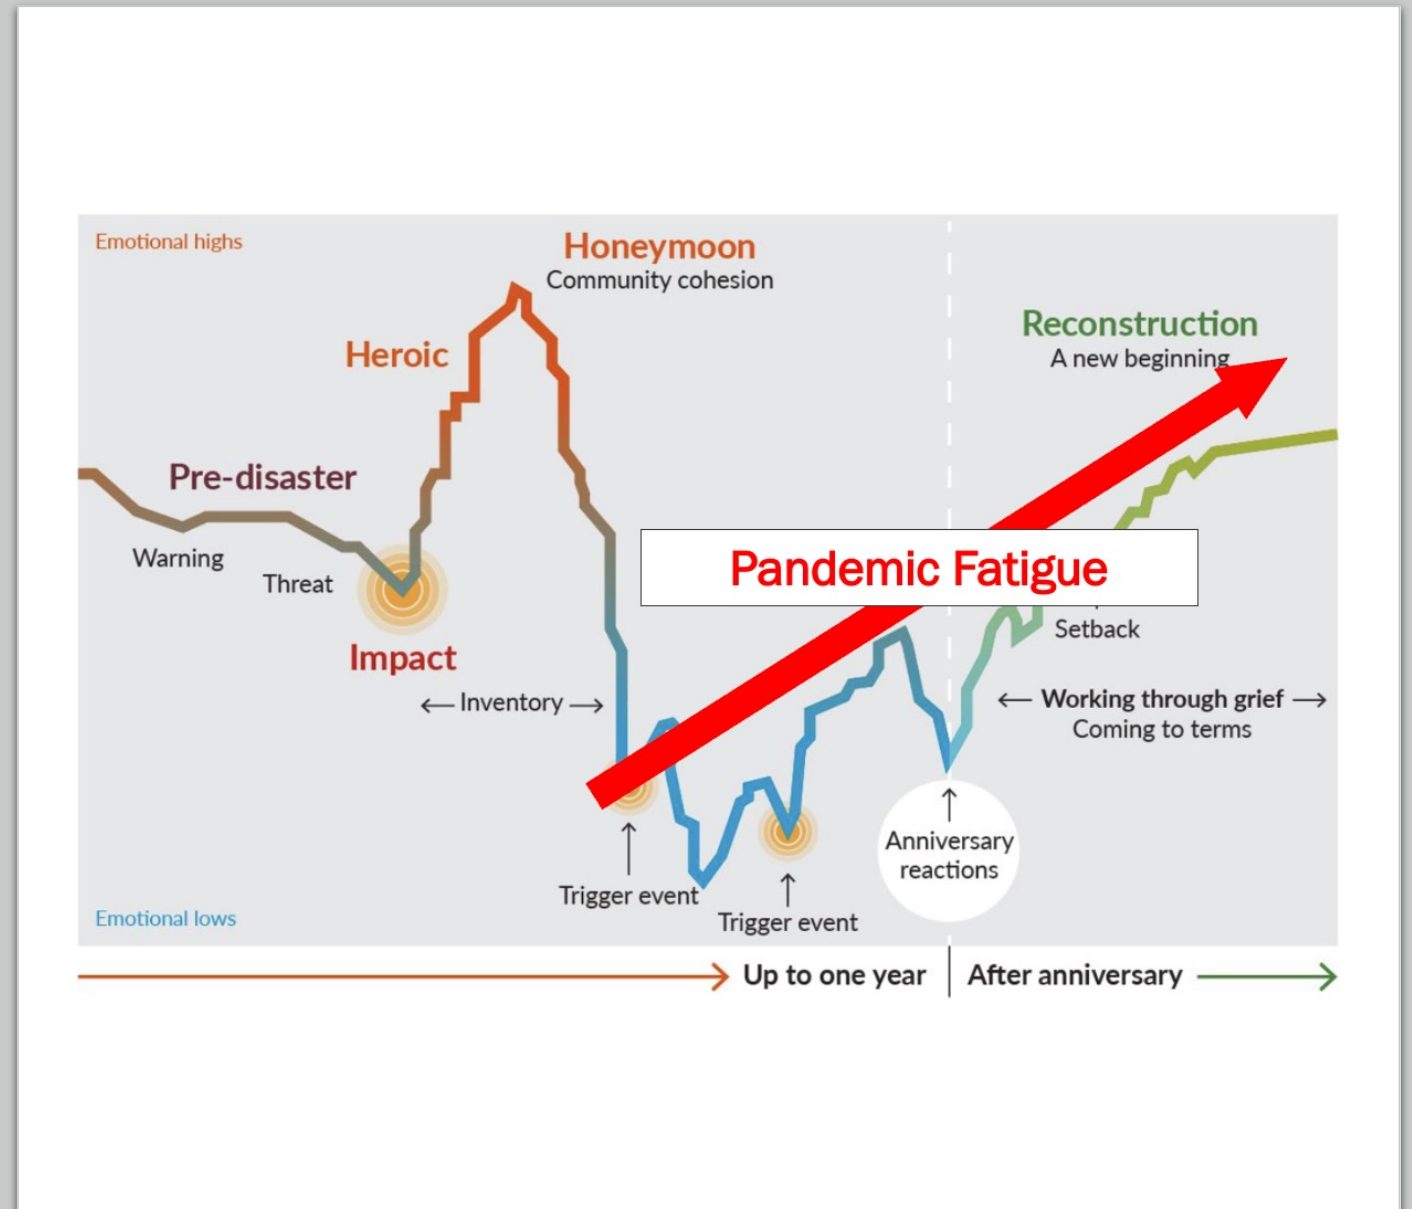 Emotional highs
Honeymoon
Community cohesion
Reconstruction
A new beginning
Heroic
Pre-disaster
Warning
Threat
Pandemic Fatigue
Impact
Setback
Inventory
Working through grief
Coming to terms
Anniversary
reactions
Trigger event
Trigger event
Emotional lows
Up to one year
After anniversary